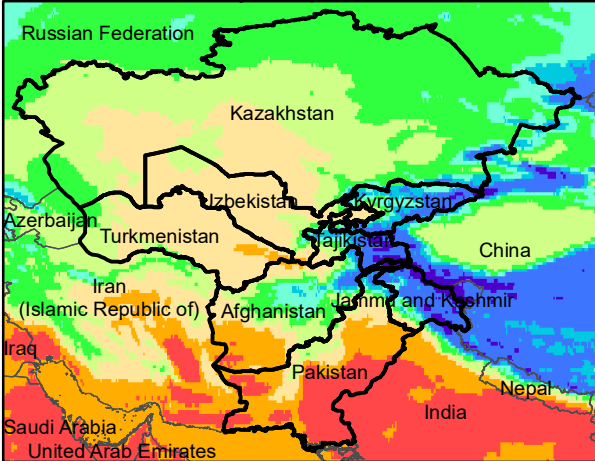 Russian Federation
Kazakhstan
Izbekistan
Kyrgyzstan
Azerbaijan
Turkmenistan
Tajikistan
China
Iran
(Islamic Republic of)
Afghanistan
Jammu and Kashmir
Iraq
Pakistan
Nepal
India
Saudi Arabia
United Arab Emirates